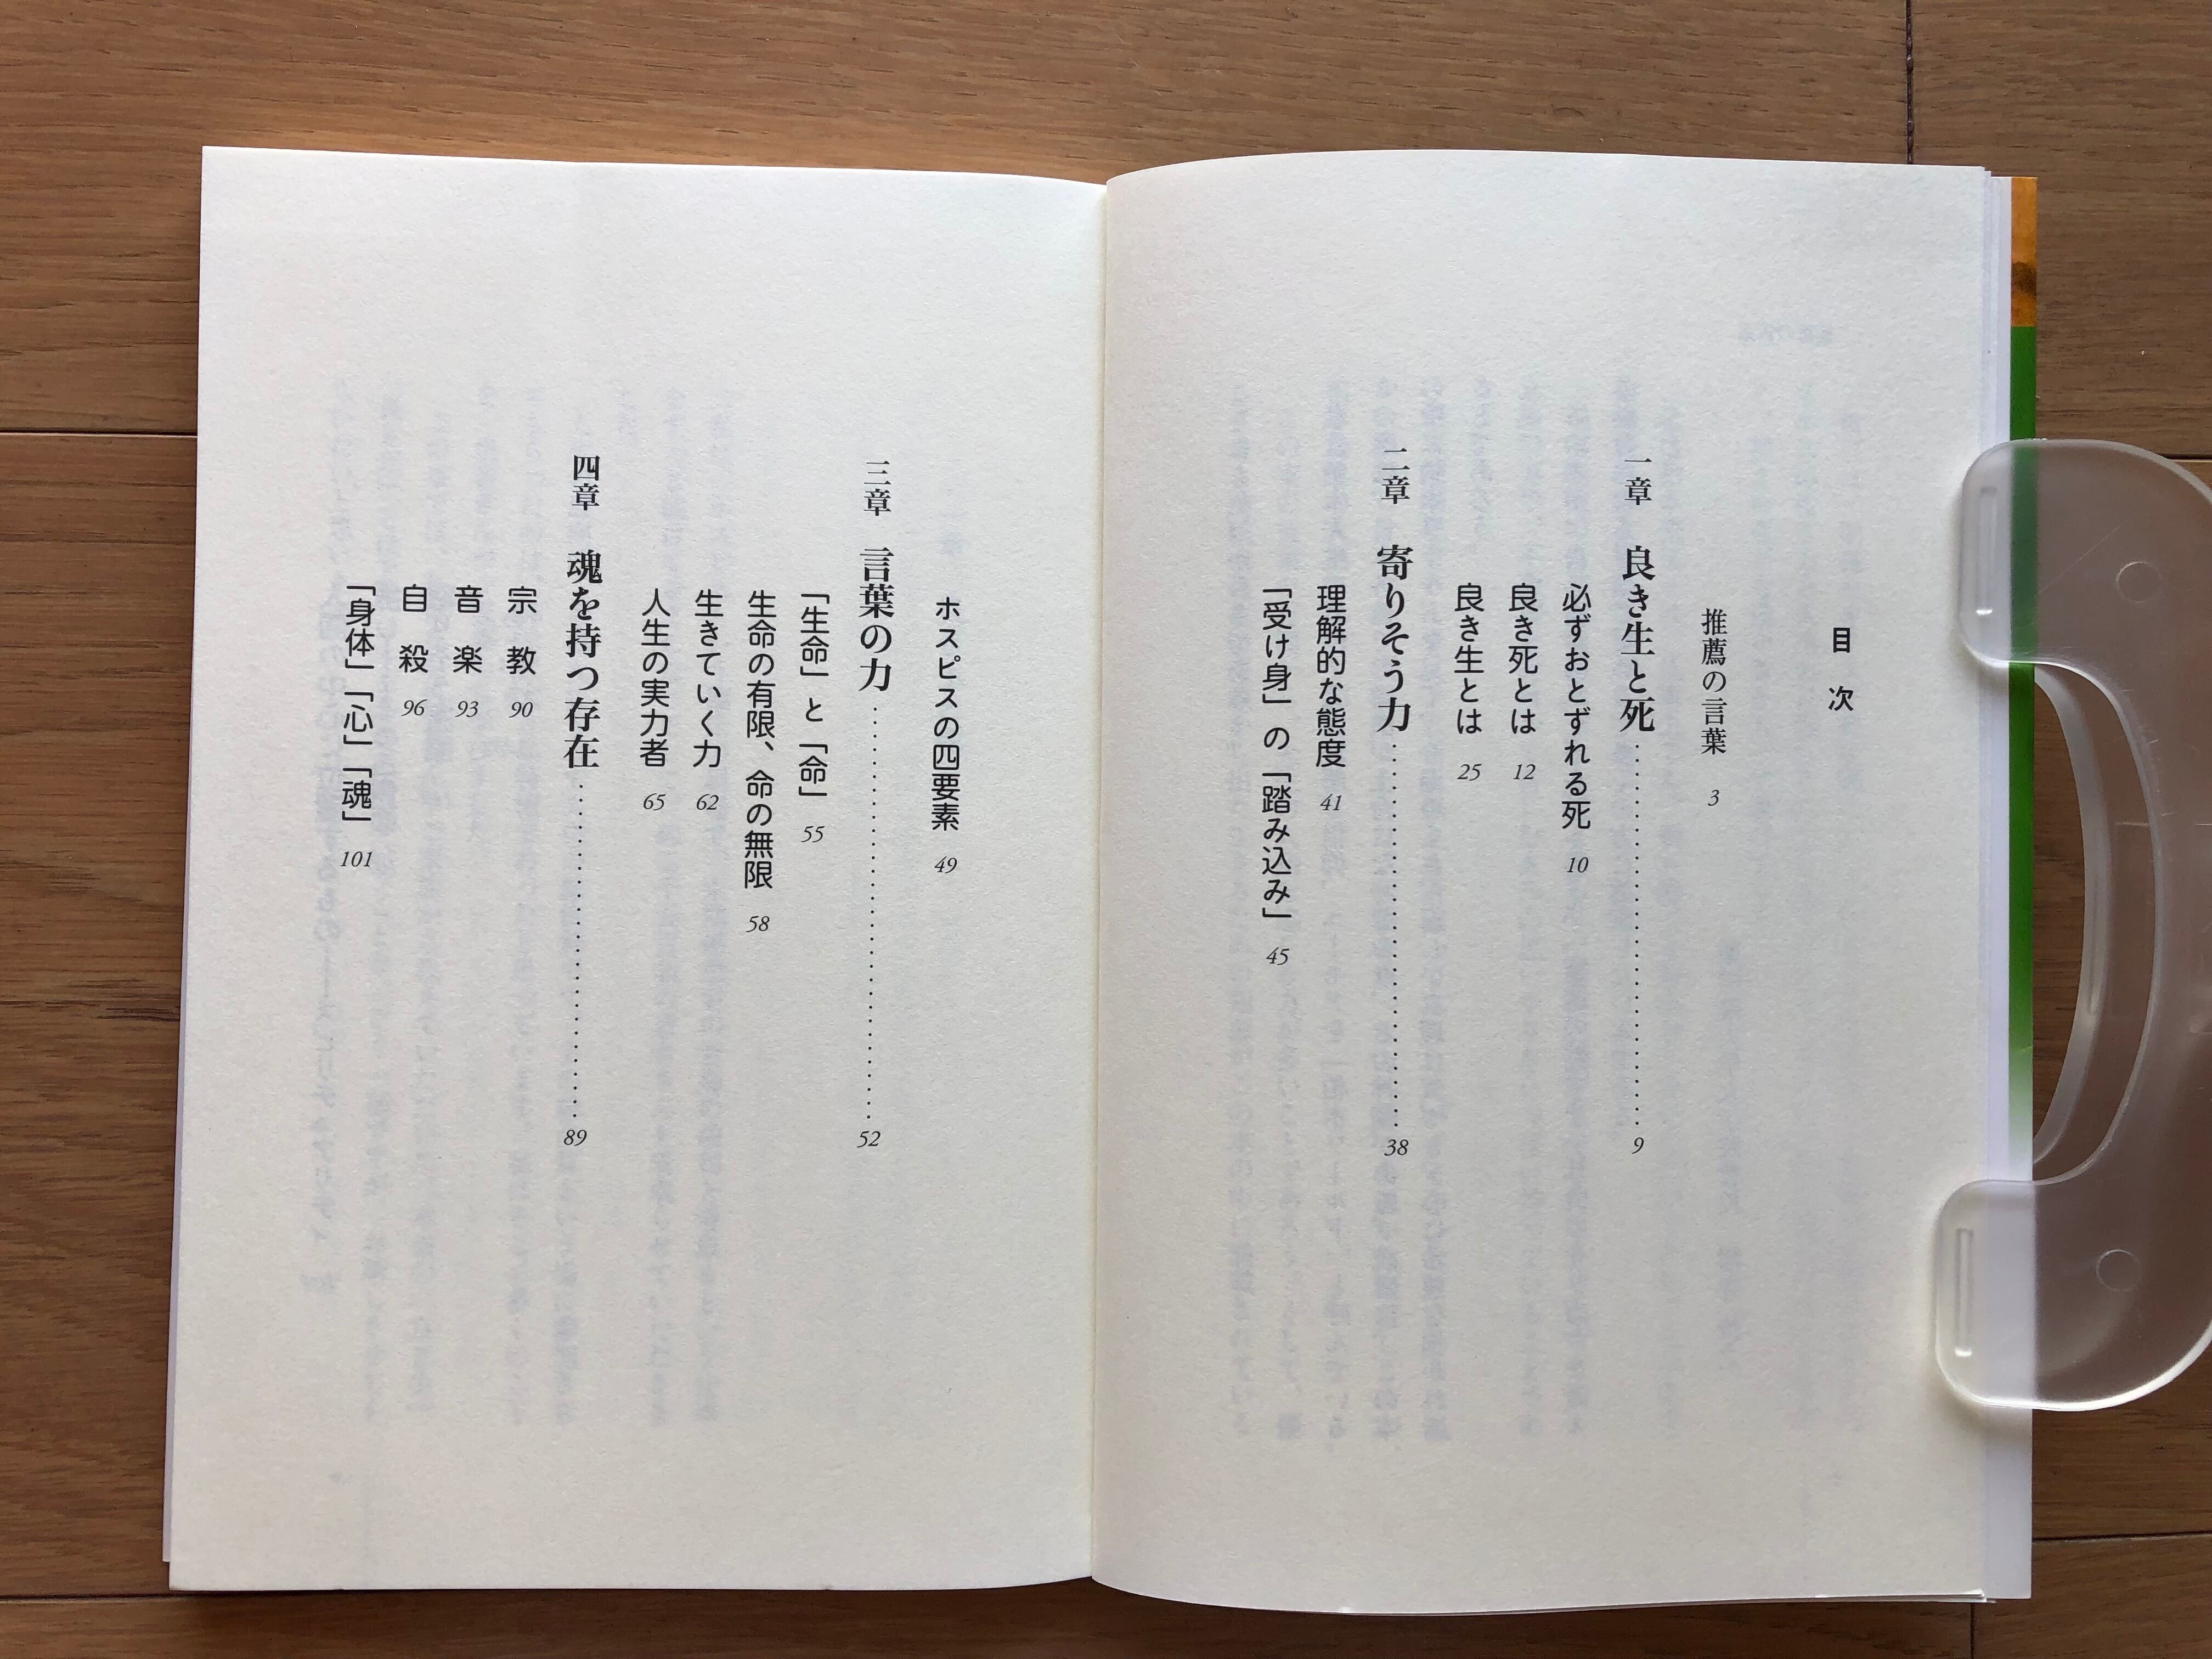 目 次
推薦の言葉 3
一章 良き生と死 ……………………… 9
必ずおとずれる死 10
良き死とは 12
良き生とは 25
二章 寄りそう力 ……………………… 38
理解的な態度 41
「受け身」の「踏み込み」 45
ホスピスの四要素 49
三章 言葉の力 ……………………… 52
「生命」と「命」 55
生命の有限、命の無限 58
生きていく力 62
人生の実力者 65
四章 魂を持つ存在 ……………………… 89
宗 教 90
音 楽 93
自 殺 96
「身体」「心」「魂」 101